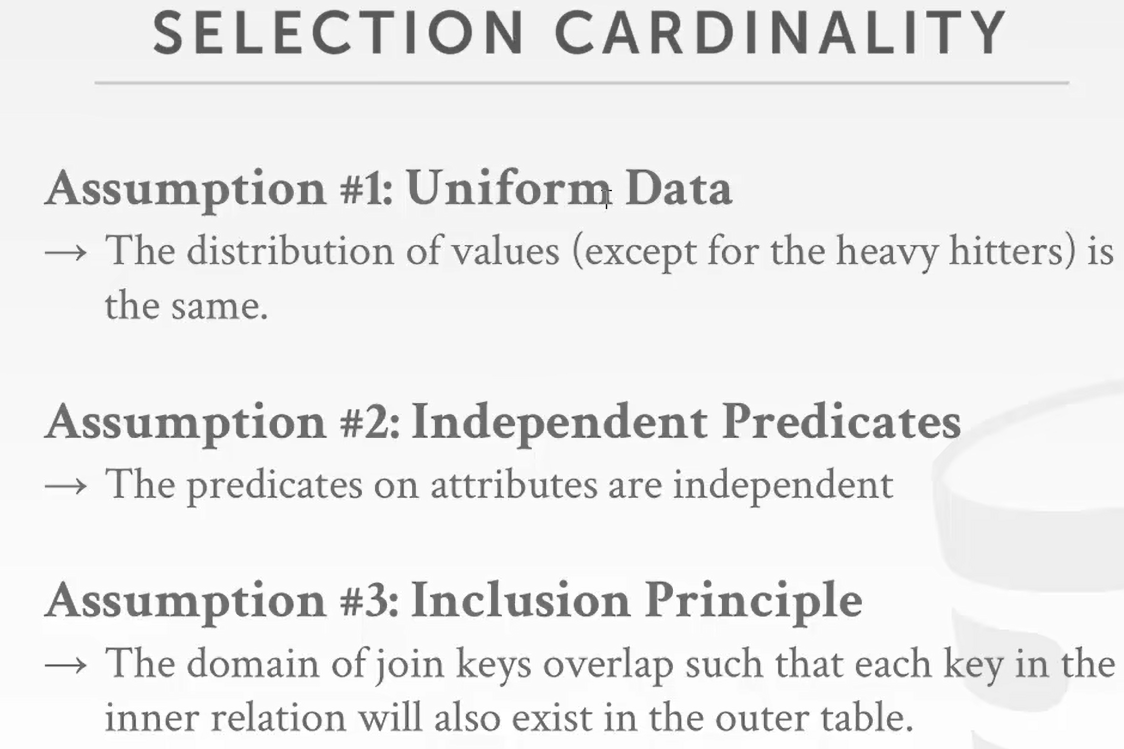 SELECTION CARDINALITY
Assumption #1: Uniform Data
→ The distribution of values (except for the heavy hitters) is
the same.
Assumption #2: Independent Predicates
→ The predicates on attributes are independent
Assumption #3: Inclusion Principle
→ The domain of join keys overlap such that each key in the
inner relation will also exist in the outer table.